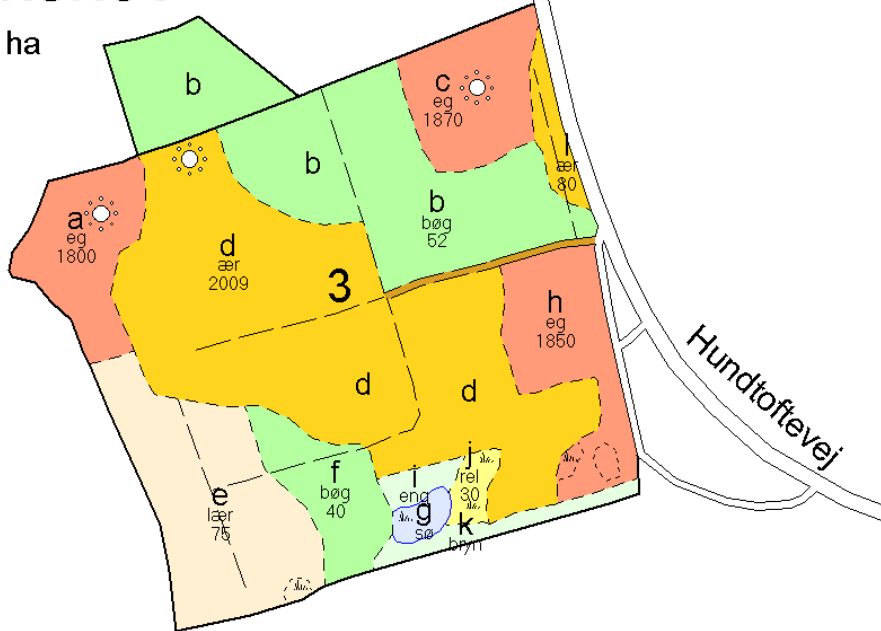 ha
b
c
eg
1870
l
ær
80
b
b
bøg
52
a
eg
1800
d
ær
2009
3
h
eg
1850
Hundtoftevej
d
d
f
bøg
40
i
eng
j
rel
30
e
lær
75
g
sø
k
bryn